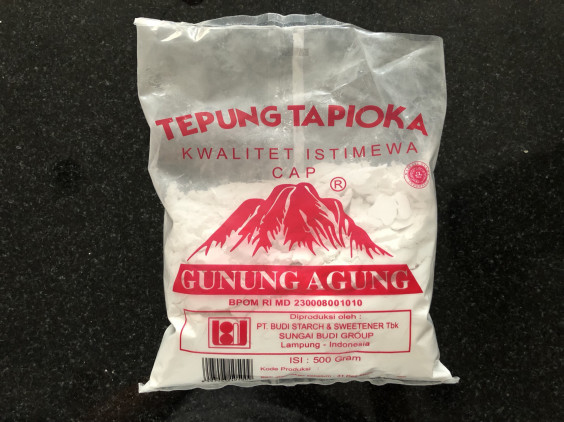 TEPUNG TAPIOKA
KWALITET ISTIMEWA
CAP
®
GUNUNG AGUNG
BPOM RI MD 230008001010
Diproduksi oleh :
PT. BUDI STARCH & SWEETENER Tbk
SUNGAI BUDI GROUP
Lampung - Indonesia
ISI : 500 Gram
Kode Produksi